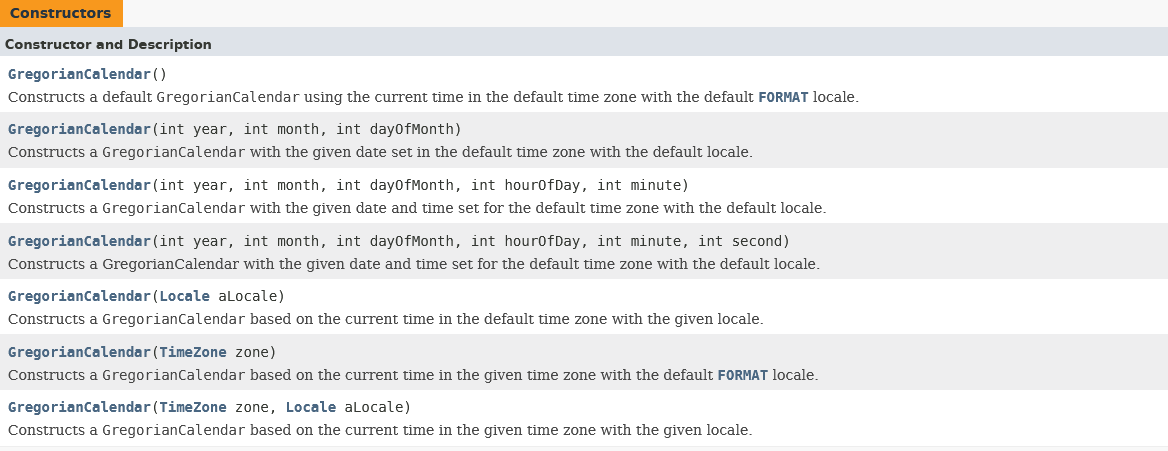 Constructors
Constructor and Description
GregorianCalendar()
Constructs a default GregorianCalendar using the current time in the default time zone with the default FORMAT locale.
GregorianCalendar(int year, int month, int dayOfMonth)
Constructs a GregorianCalendar with the given date set in the default time zone with the default locale.
GregorianCalendar(int year, int month, int dayOfMonth, int hourOfDay, int minute)
Constructs a GregorianCalendar with the given date and time set for the default time zone with the default locale.
GregorianCalendar(int year, int month, int dayOfMonth, int hourOfDay, int minute, int second)
Constructs a GregorianCalendar with the given date and time set for the default time zone with the default locale.
GregorianCalendar(Locale aLocale)
Constructs a GregorianCalendar based on the current time in the default time zone with the given locale.
GregorianCalendar(TimeZone zone)
Constructs a GregorianCalendar based on the current time in the given time zone with the default FORMAT locale.
GregorianCalendar(TimeZone zone, Locale aLocale)
Constructs a GregorianCalendar based on the current time in the given time zone with the given locale.